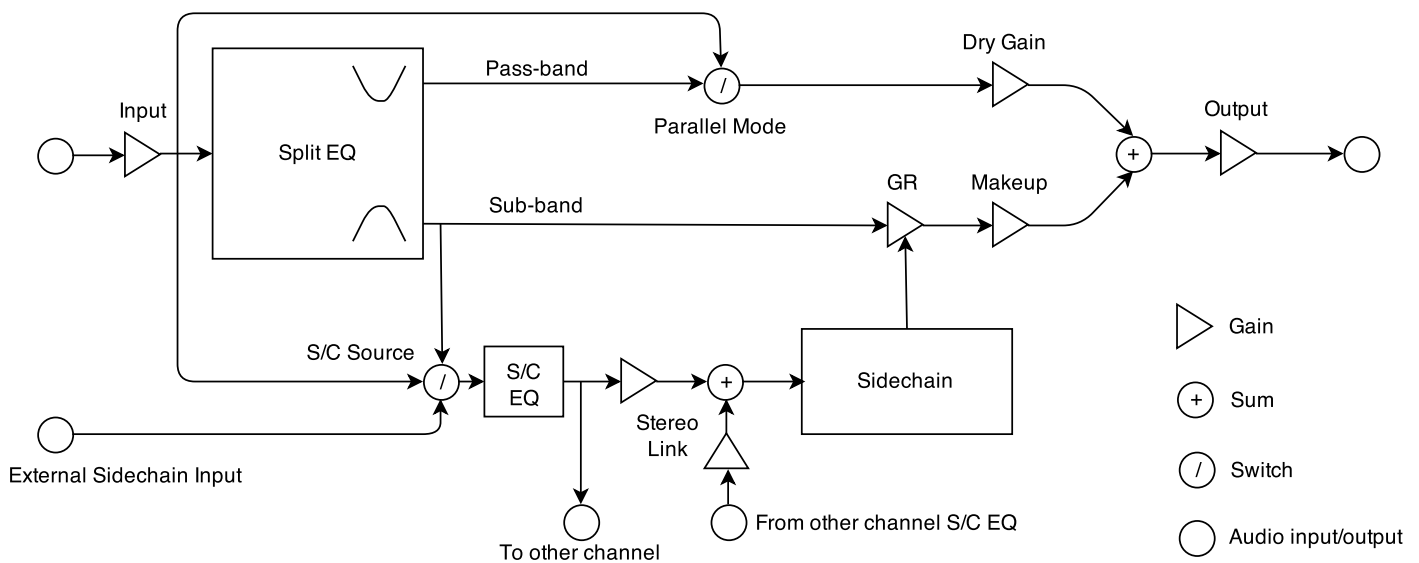 Dry Gain
Pass-band
Input
Output
/
Parallel Mode
Split EQ
+
GR
Makeup
Sub-band
Gain
S/C Source
/
S/C
EQ
+
Sidechain
+
Sum
Stereo
Link
External Sidechain Input
/
Switch
From other channel S/C EQ
To other channel
Audio input/output